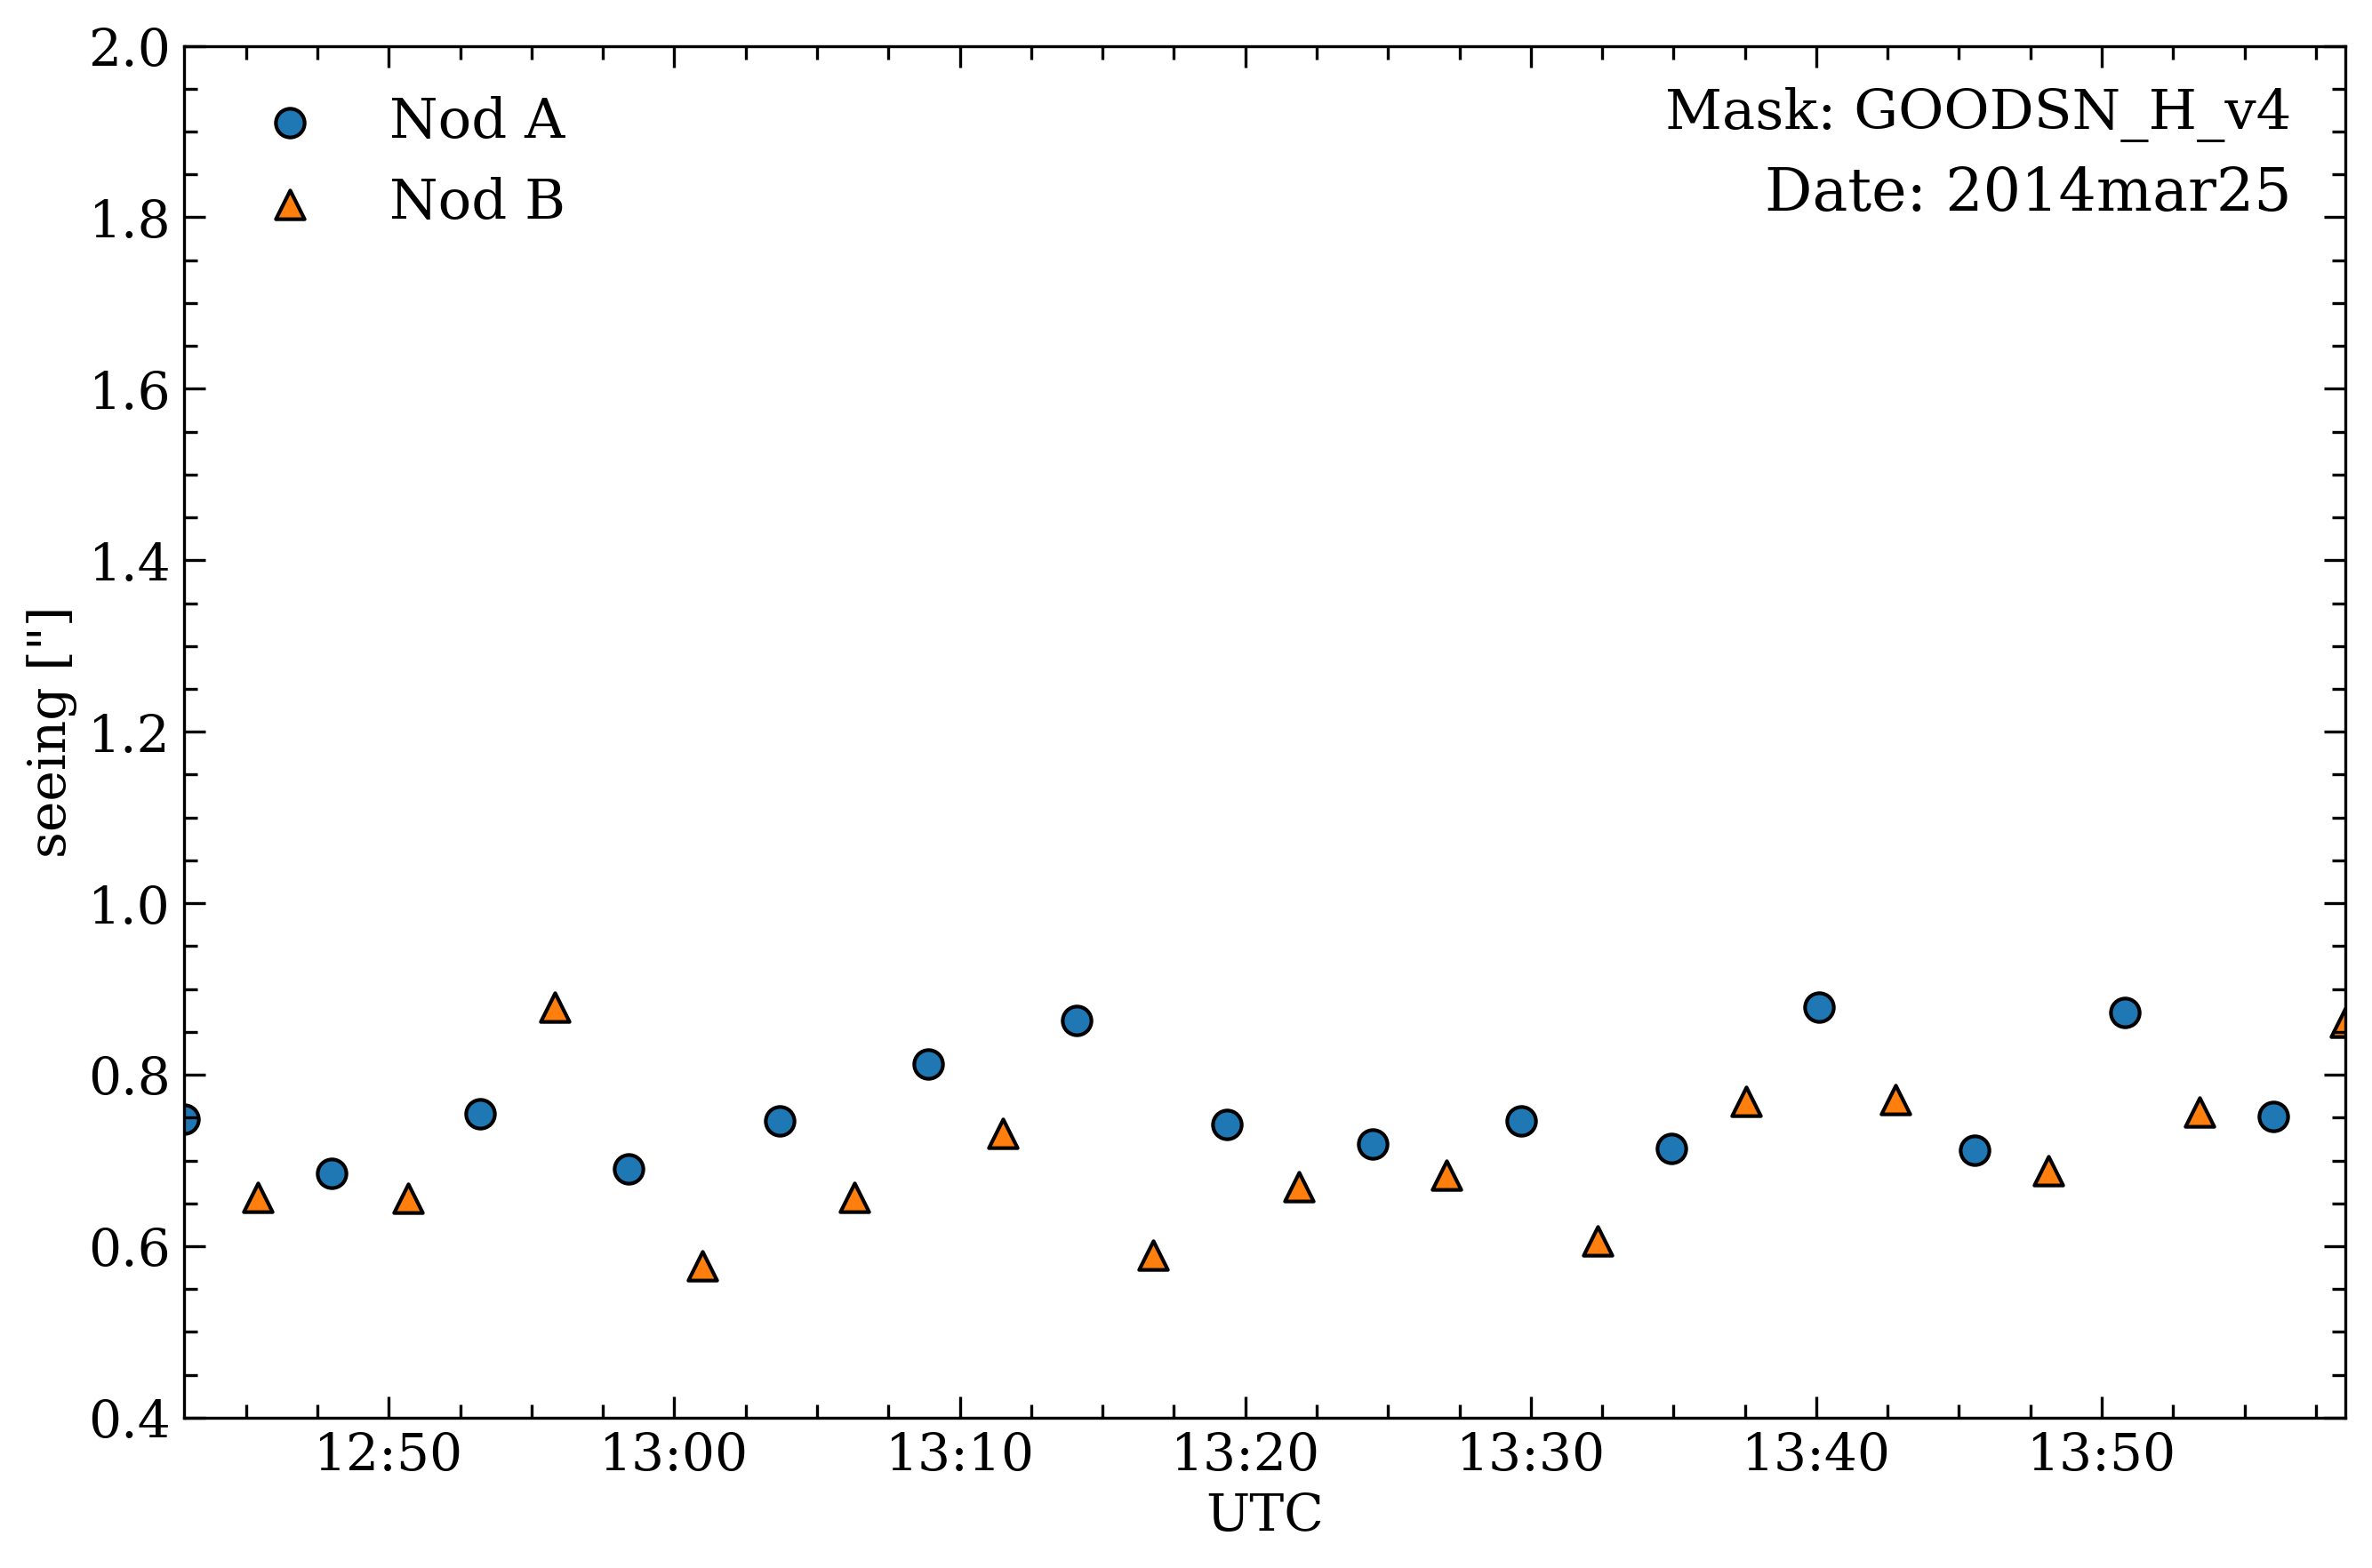 Nod A
Nod B
Mask: GOODSN_H_v4
Date: 2014mar25
2.0
1.8
1.6
1.4
1.2
1.0
0.8
0.6
0.4
seeing ["]
12:50 13:00 13:10 13:20 13:30 13:40 13:50
UTC